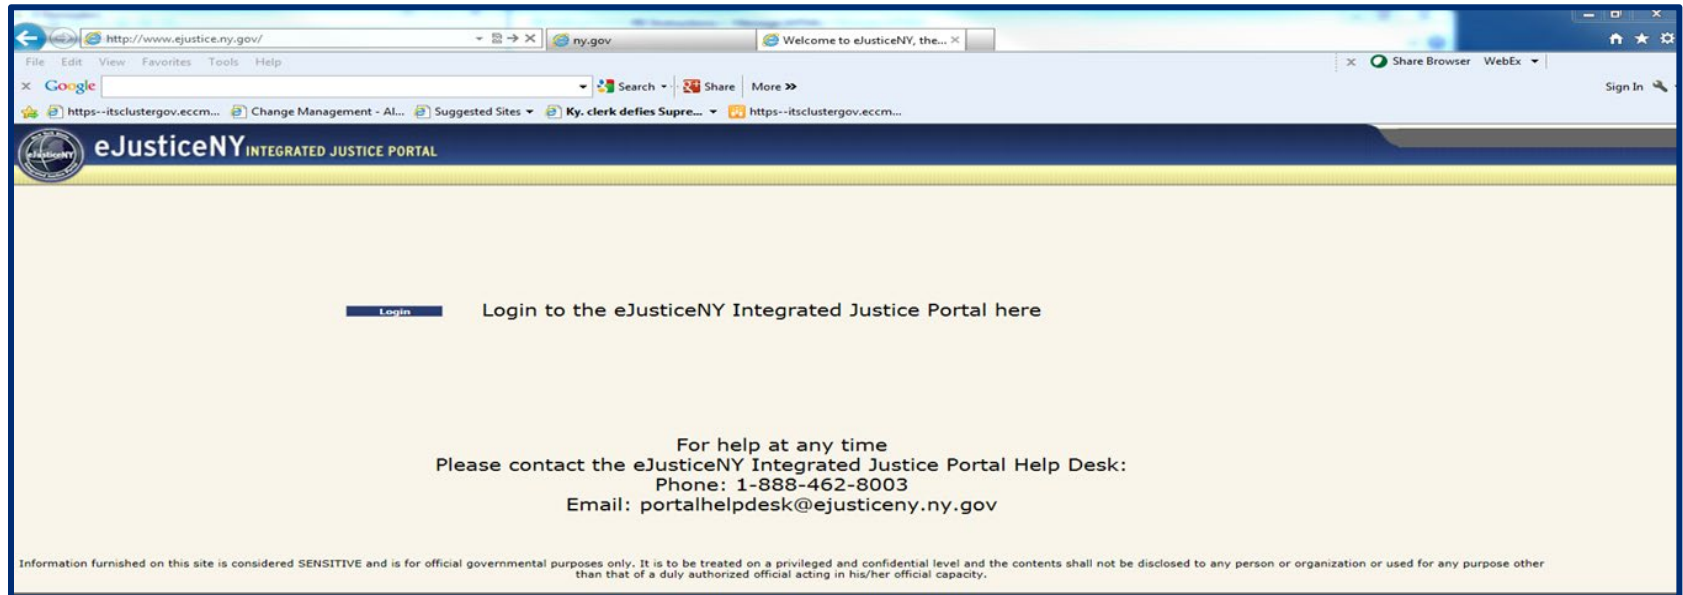 http://www.ejustice.ny.gov/
ny.gov
Welcome to eJusticeNY, the...
File Edit View Favorites Tools Help
Share Browser WebEx
Google
Search
Share
More
Sign In
https--itsclustergov.eccm...
Change Management - Al...
Suggested Sites
Ky. clerk defies Supre...
https--itsclustergov.eccm...
eJusticeNY INTEGRATED JUSTICE PORTAL
Login
Login to the eJusticeNY Integrated Justice Portal here
For help at any time
Please contact the eJusticeNY Integrated Justice Portal Help Desk:
Phone: 1-888-462-8003
Email: portalhelpdesk@ejusticeny.ny.gov
Information furnished on this site is considered SENSITIVE and is for official governmental purposes only. It is to be treated on a privileged and confidential level and the contents shall not be disclosed to any person or organization or used for any purpose other
than that of a duly authorized official acting in his/her official capacity.